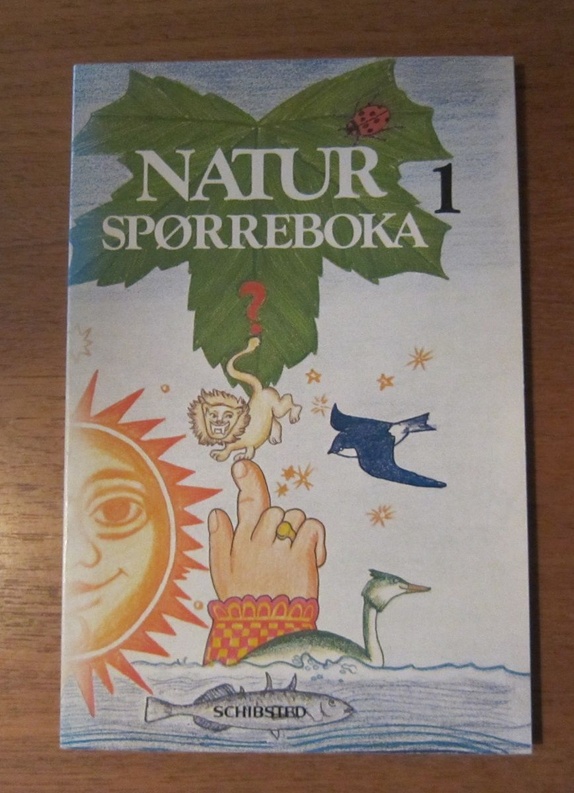 NATUR
SPØRREBOKA 1
?
SCHIBSTED